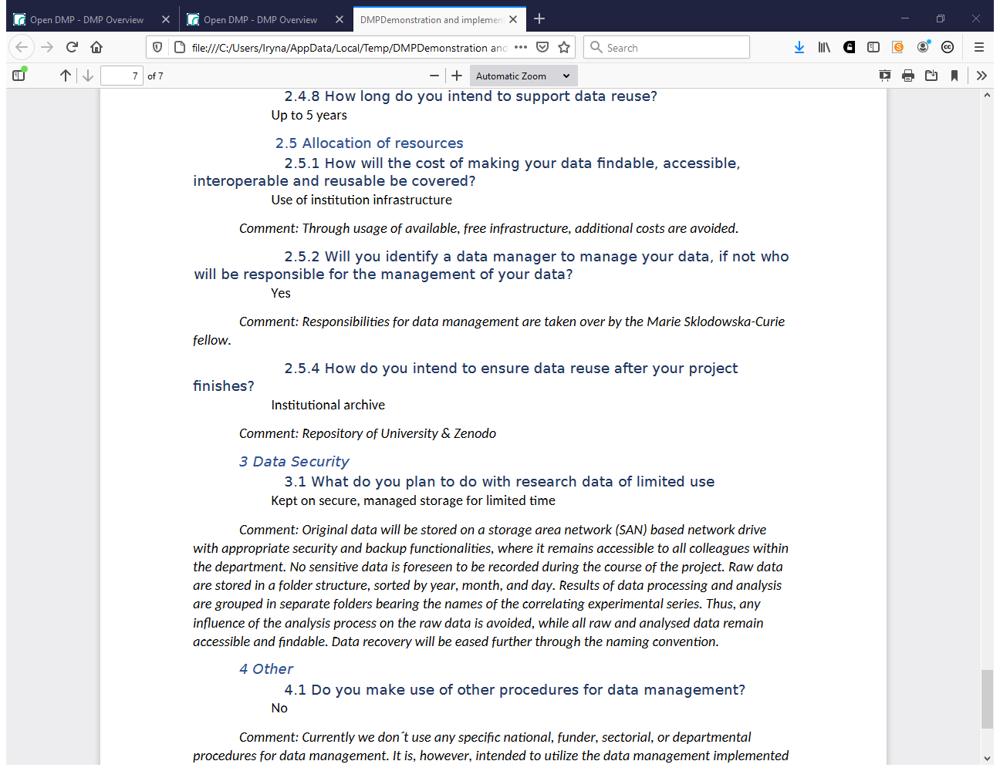 Open DMP - DMP Overview
Open DMP - DMP Overview
DMPDemonstration and implemen
file:///C:/Users/Iryna/AppData/Local/Temp/DMPDemonstration and
Search
7 of 7
Automatic Zoom
2.4.8 How long do you intend to support data reuse?
Up to 5 years
2.5 Allocation of resources
2.5.1 How will the cost of making your data findable, accessible,
interoperable and reusable be covered?
Use of institution infrastructure
Comment: Through usage of available, free infrastructure, additional costs are avoided.
2.5.2 Will you identify a data manager to manage your data, if not who
will be responsible for the management of your data?
Yes
Comment: Responsibilities for data management are taken over by the Marie Sklodowska-Curie
fellow.
2.5.4 How do you intend to ensure data reuse after your project
finishes?
Institutional archive
Comment: Repository of University & Zenodo
3 Data Security
3.1 What do you plan to do with research data of limited use
Kept on secure, managed storage for limited time
Comment: Original data will be stored on a storage area network (SAN) based network drive
with appropriate security and backup functionalities, where it remains accessible to all colleagues within
the department. No sensitive data is foreseen to be recorded during the course of the project. Raw data
are stored in a folder structure, sorted by year, month, and day. Results of data processing and analysis
are grouped in separate folders bearing the names of the correlating experimental series. Thus, any
influence of the analysis process on the raw data is avoided, while all raw and analysed data remain
accessible and findable. Data recovery will be eased further through the naming convention.
4 Other
4.1 Do you make use of other procedures for data management?
No
Comment: Currently we don´t use any specific national, funder, sectorial, or departmental
procedures for data management. It is, however, intended to utilize the data management implemented